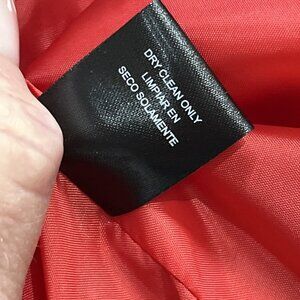 DRY CLEAN ONLY
LIMPIAR EN
SECO SOLAMENTE